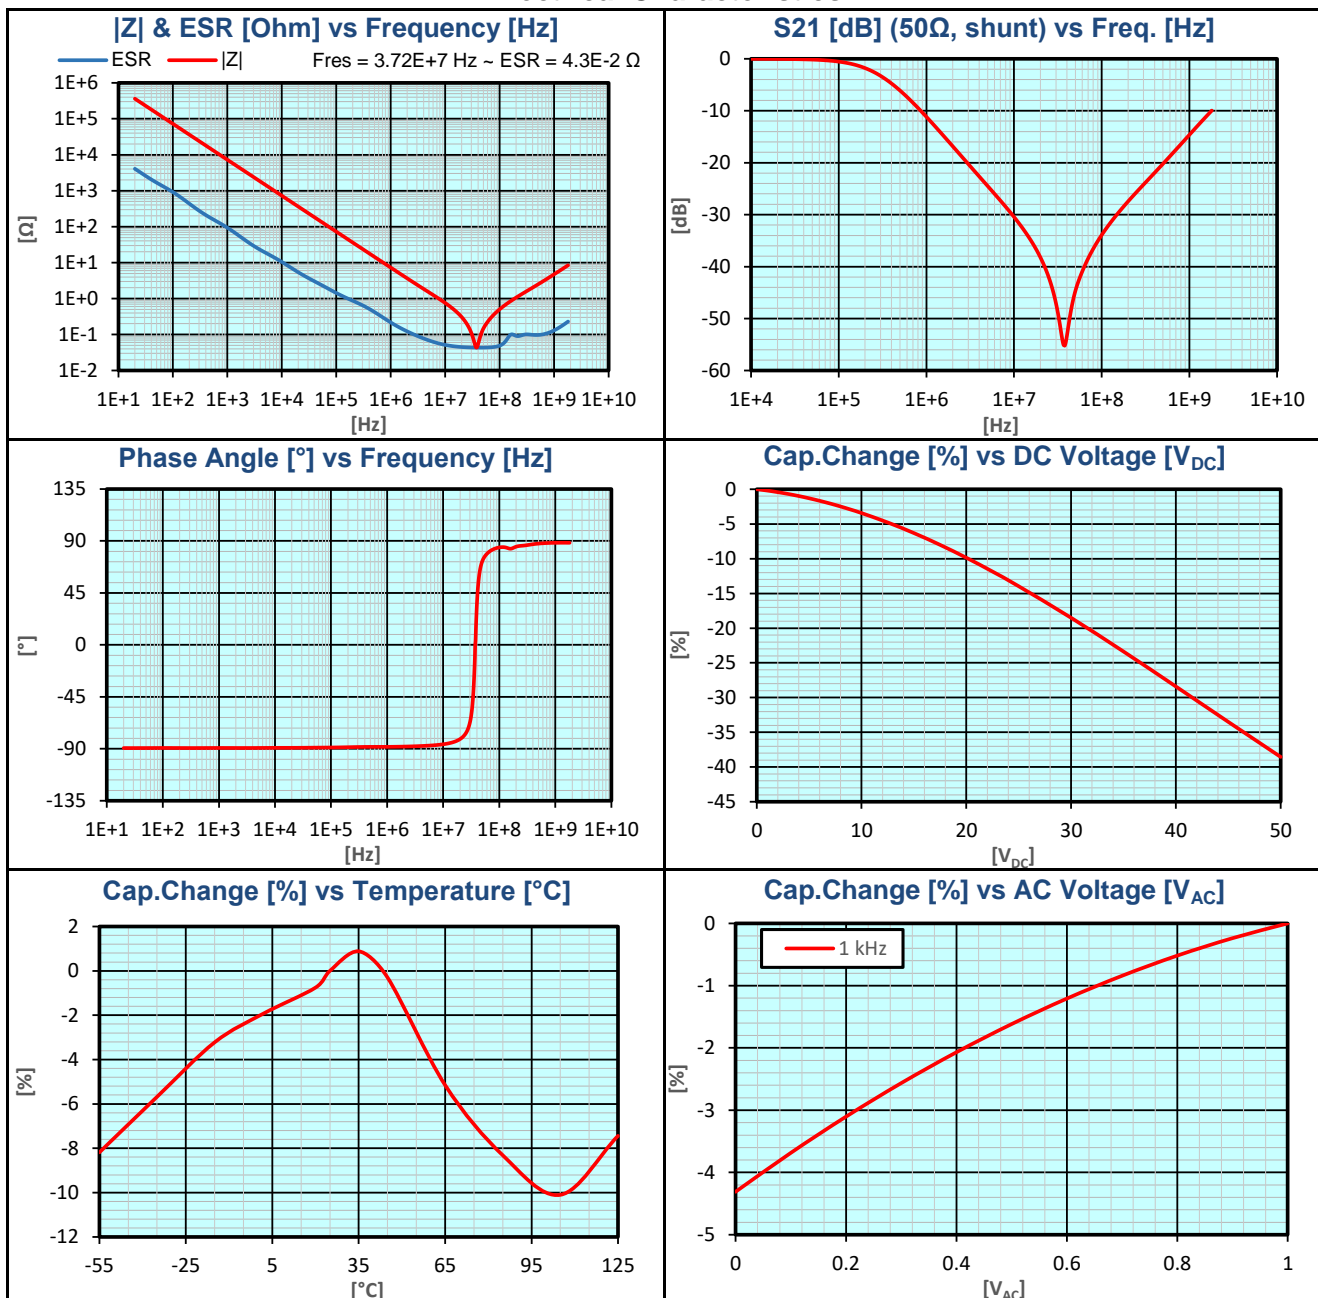 |Z| & ESR [Ohm] vs Frequency [Hz]
ESR |Z| Fres = 3.72E+7 Hz ~ ESR = 4.3E-2 Ω
1E+6
1E+5
1E+4
1E+3
1E+2
1E+1
1E+0
1E-1
1E-2
[Ω]
1E+1 1E+2 1E+3 1E+4 1E+5 1E+6 1E+7 1E+8 1E+9 1E+10
[Hz]
S21 [dB] (50Ω, shunt) vs Freq. [Hz]
0
-10
-20
-30
-40
-50
-60
[dB]
1E+4 1E+5 1E+6 1E+7 1E+8 1E+9 1E+10
[Hz]
Phase Angle [°] vs Frequency [Hz]
135
90
45
0
-45
-90
-135
[°]
1E+1 1E+2 1E+3 1E+4 1E+5 1E+6 1E+7 1E+8 1E+9 1E+10
[Hz]
Cap.Change [%] vs DC Voltage [VDC]
0
-5
-10
-15
-20
-25
-30
-35
-40
-45
[%]
0 10 20 30 40 50
[VDC]
Cap.Change [%] vs Temperature [°C]
2
0
-2
-4
-6
-8
-10
-12
[%]
-55 -25 5 35 65 95 125
[°C]
Cap.Change [%] vs AC Voltage [VAC]
1 kHz
0
-1
-2
-3
-4
-5
[%]
0 0.2 0.4 0.6 0.8 1
[VAC]